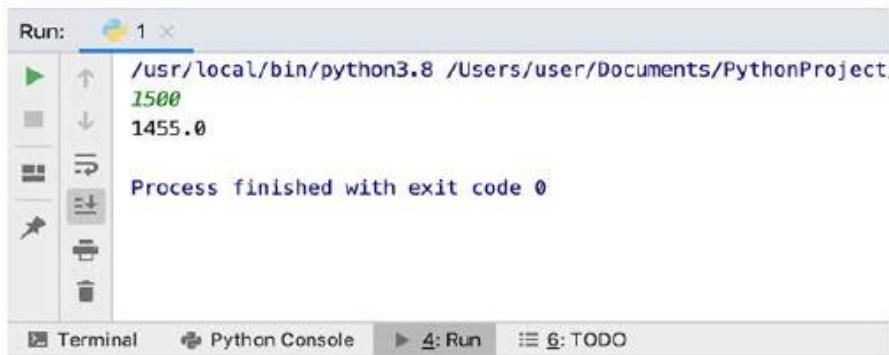 Run: 1
/usr/local/bin/python3.8 /Users/user/Documents/PythonProject
1500
1455.0
Process finished with exit code 0
Terminal Python Console 4: Run 6: TODO